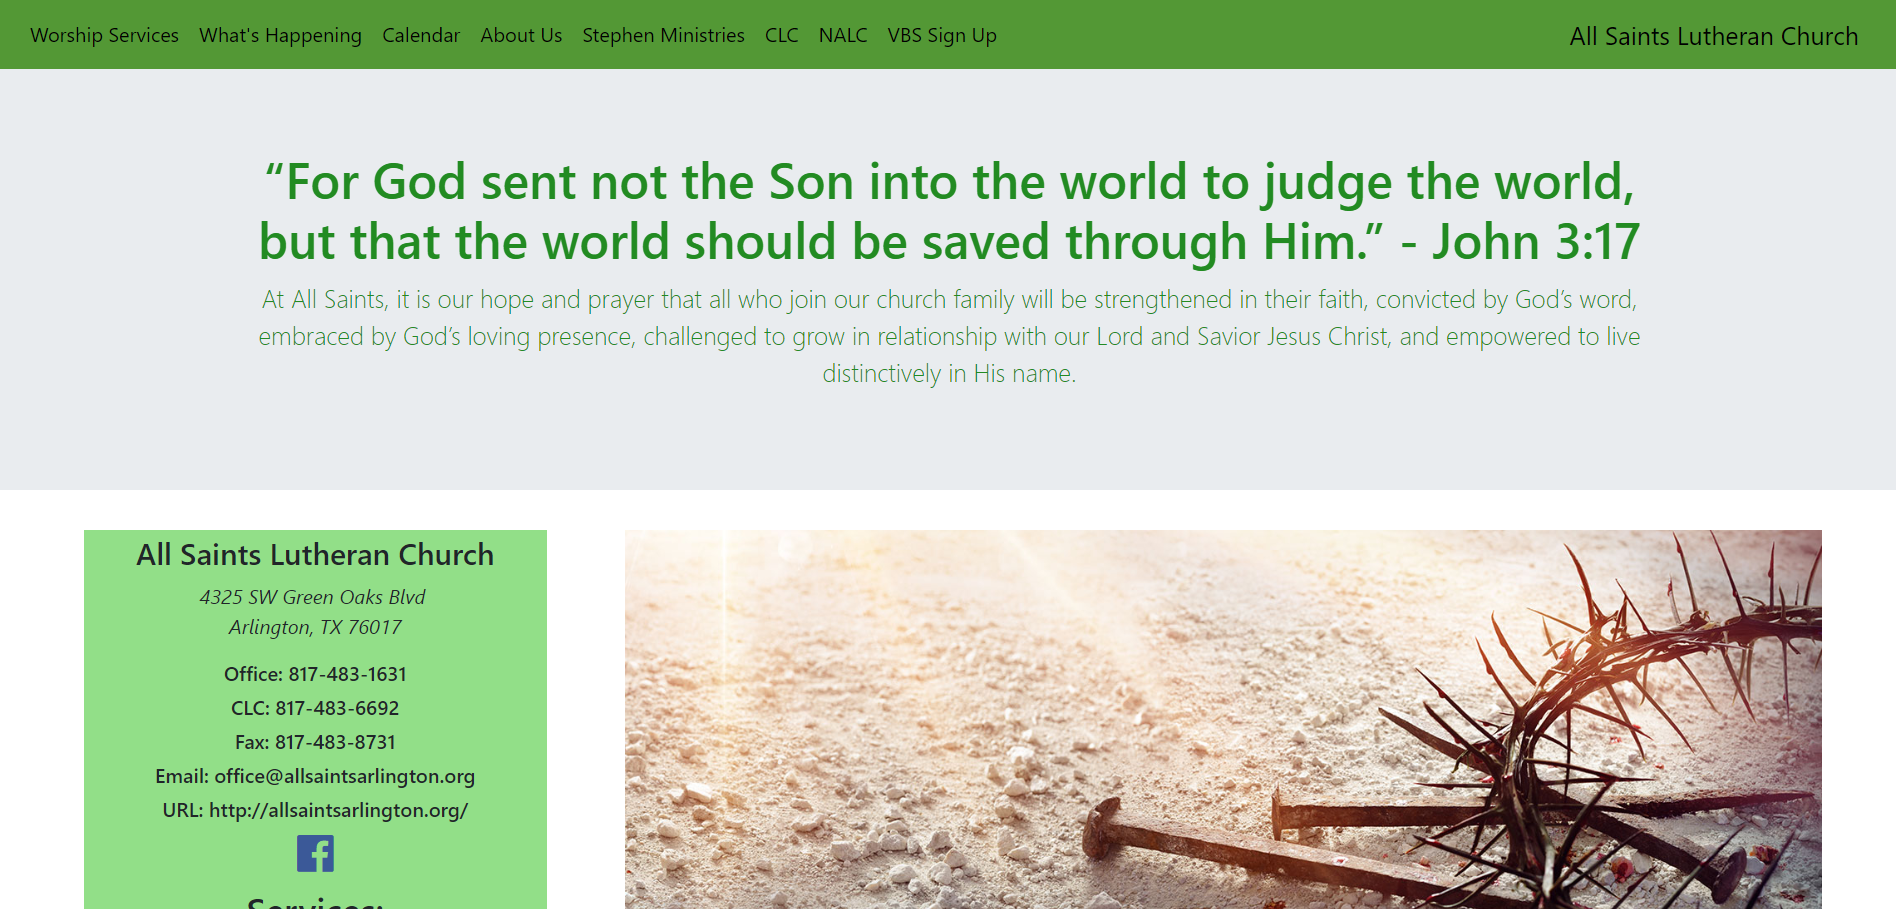 Worship Services What's Happening Calendar About Us Stephen Ministries CLC NALC VBS Sign Up All Saints Lutheran Church
“For God sent not the Son into the world to judge the world,
but that the world should be saved through Him.” - John 3:17
At All Saints, it is our hope and prayer that all who join our church family will be strengthened in their faith, convicted by God’s word,
embraced by God’s loving presence, challenged to grow in relationship with our Lord and Savior Jesus Christ, and empowered to live
distinctively in His name.
All Saints Lutheran Church
4325 SW Green Oaks Blvd
Arlington, TX 76017
Office: 817-483-1631
CLC: 817-483-6692
Fax: 817-483-8731
Email: office@allsaintsarlington.org
URL: http://allsaintsarlington.org/
Services: